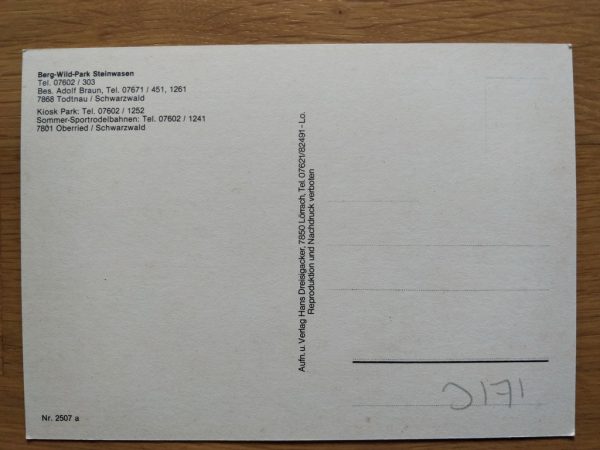 Berg-Wild-Park Steinwasen
Tel. 07602 / 303
Bes. Adolf Braun, Tel. 07671 / 451, 1261
7868 Todtnau / Schwarzwald
Kiosk Park: Tel. 07602 / 1252
Sommer-Sportrodelbahnen: Tel. 07602 / 1241
7801 Oberried / Schwarzwald
Aufn. u. Verlag Hans Dreisigacker, 7850 Lörrach, Tel. 07621/82491 - Lo.
Reproduktion und Nachdruck verboten
Nr. 2507 a